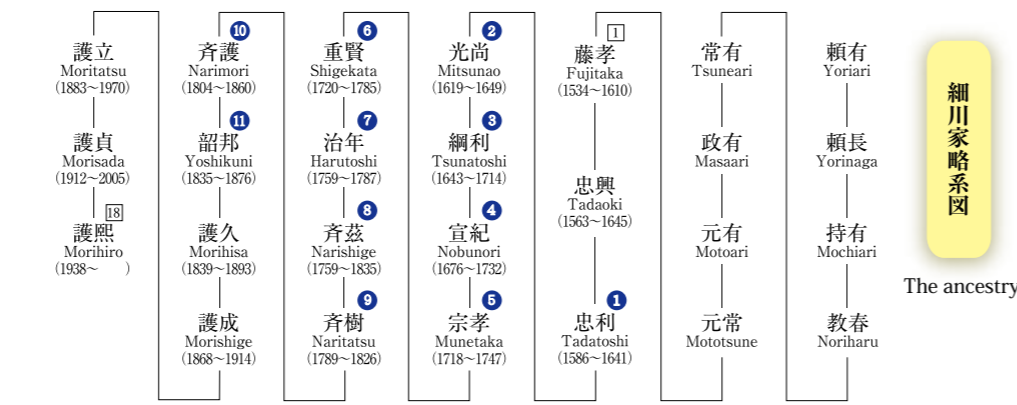 細川家略系図
The ancestry
頼有
Yoriari
頼長
Yorinaga
持有
Mochiari
教春
Noriharu
常有
Tsuneari
政有
Masaari
元有
Motoari
元常
Mototsune
1
藤孝
Fujitaka
(1534～1610)
忠興
Tadaoki
(1563～1645)
1
忠利
Tadatoshi
(1586～1641)
2
光尚
Mitsunao
(1619～1649)
3
綱利
Tsunatoshi
(1643～1714)
4
宣紀
Nobunori
(1676～1732)
5
宗孝
Munetaka
(1718～1747)
6
重賢
Shigekata
(1720～1785)
7
治年
Harutoshi
(1759～1787)
8
斉茲
Narishige
(1759～1835)
9
斉樹
Naritatsu
(1789～1826)
10
斉護
Narimori
(1804～1860)
11
韶邦
Yoshikuni
(1835～1876)
護久
Morihisa
(1839～1893)
護成
Morishige
(1868～1914)
護立
Moritatsu
(1883～1970)
護貞
Morisada
(1912～2005)
18
護熙
Morihiro
(1938～　)